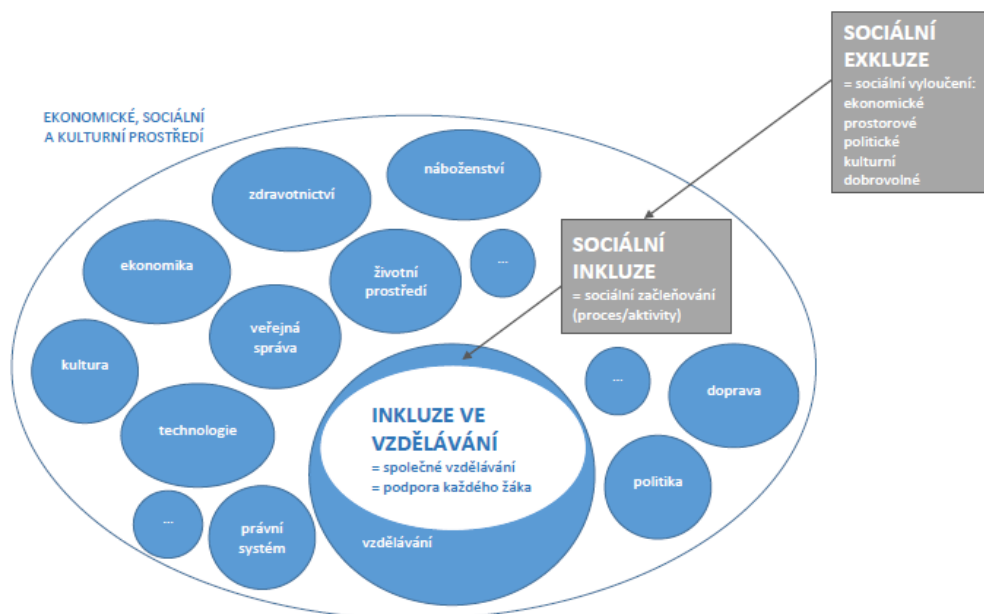 SOCIÁLNÍ
EXKLUZE
= sociální vyloučení:
ekonomické
prostorové
politické
kulturní
dobrovolné
EKONOMICKÉ, SOCIÁLNÍ
A KULTURNÍ PROSTŘEDÍ
náboženství
zdravotnictví
SOCIÁLNÍ
INKLUZE
= sociální začleňování
(proces/aktivity)
...
ekonomika
životní
prostředí
veřejná
správa
kultura
...
doprava
technologie
INKLUZE VE
VZDĚLÁVÁNÍ
= společné vzdělávání
= podpora každého žáka
politika
...
právní
systém
vzdělávání